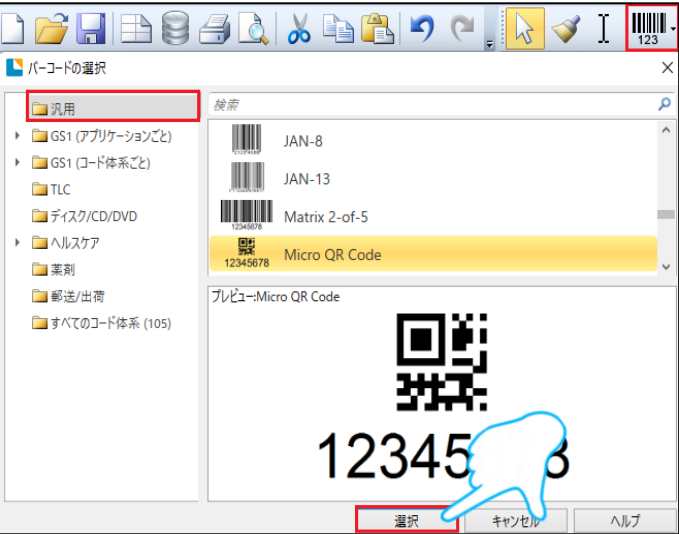 123
バーコードの選択
汎用
GS1 (アプリケーションごと)
GS1 (コード体系ごと)
TLC
ディスク/CD/DVD
ヘルスケア
薬剤
郵送/出荷
すべてのコード体系 (105)
検索
JAN-8
JAN-13
12345678
Matrix 2-of-5
12345678
Micro QR Code
プレビュー:Micro QR Code
12345678
選択
キャンセル
ヘルプ